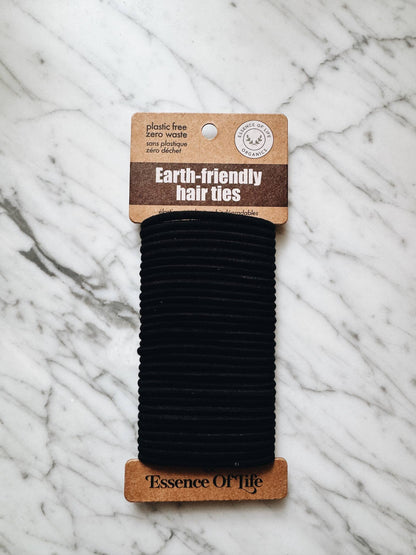 plastic free
zero waste
sans plastique
zéro déchet
ESSENCE OF LIFE
ORGANICS
Earth-friendly
hair ties
Essence Of Life